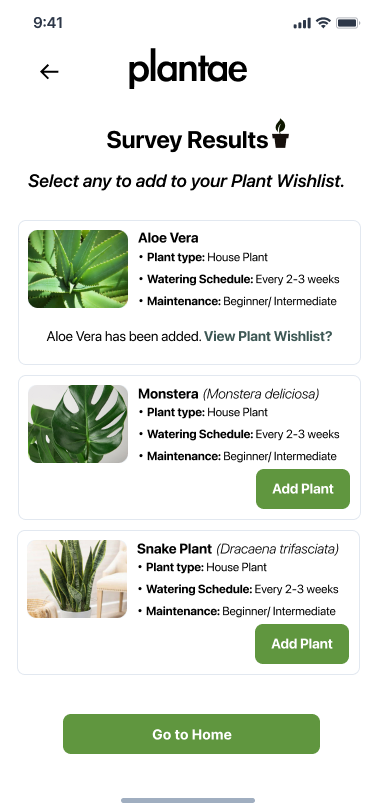 9:41
plantae
Survey Results
Select any to add to your Plant Wishlist.
Aloe Vera
• Plant type: House Plant
• Watering Schedule: Every 2-3 weeks
• Maintenance: Beginner/ Intermediate
Aloe Vera has been added. View Plant Wishlist?
Monstera (Monstera deliciosa)
• Plant type: House Plant
• Watering Schedule: Every 2-3 weeks
• Maintenance: Beginner/ Intermediate
Add Plant
Snake Plant (Dracaena trifasciata)
• Plant type: House Plant
• Watering Schedule: Every 2-3 weeks
• Maintenance: Beginner/ Intermediate
Add Plant
Go to Home